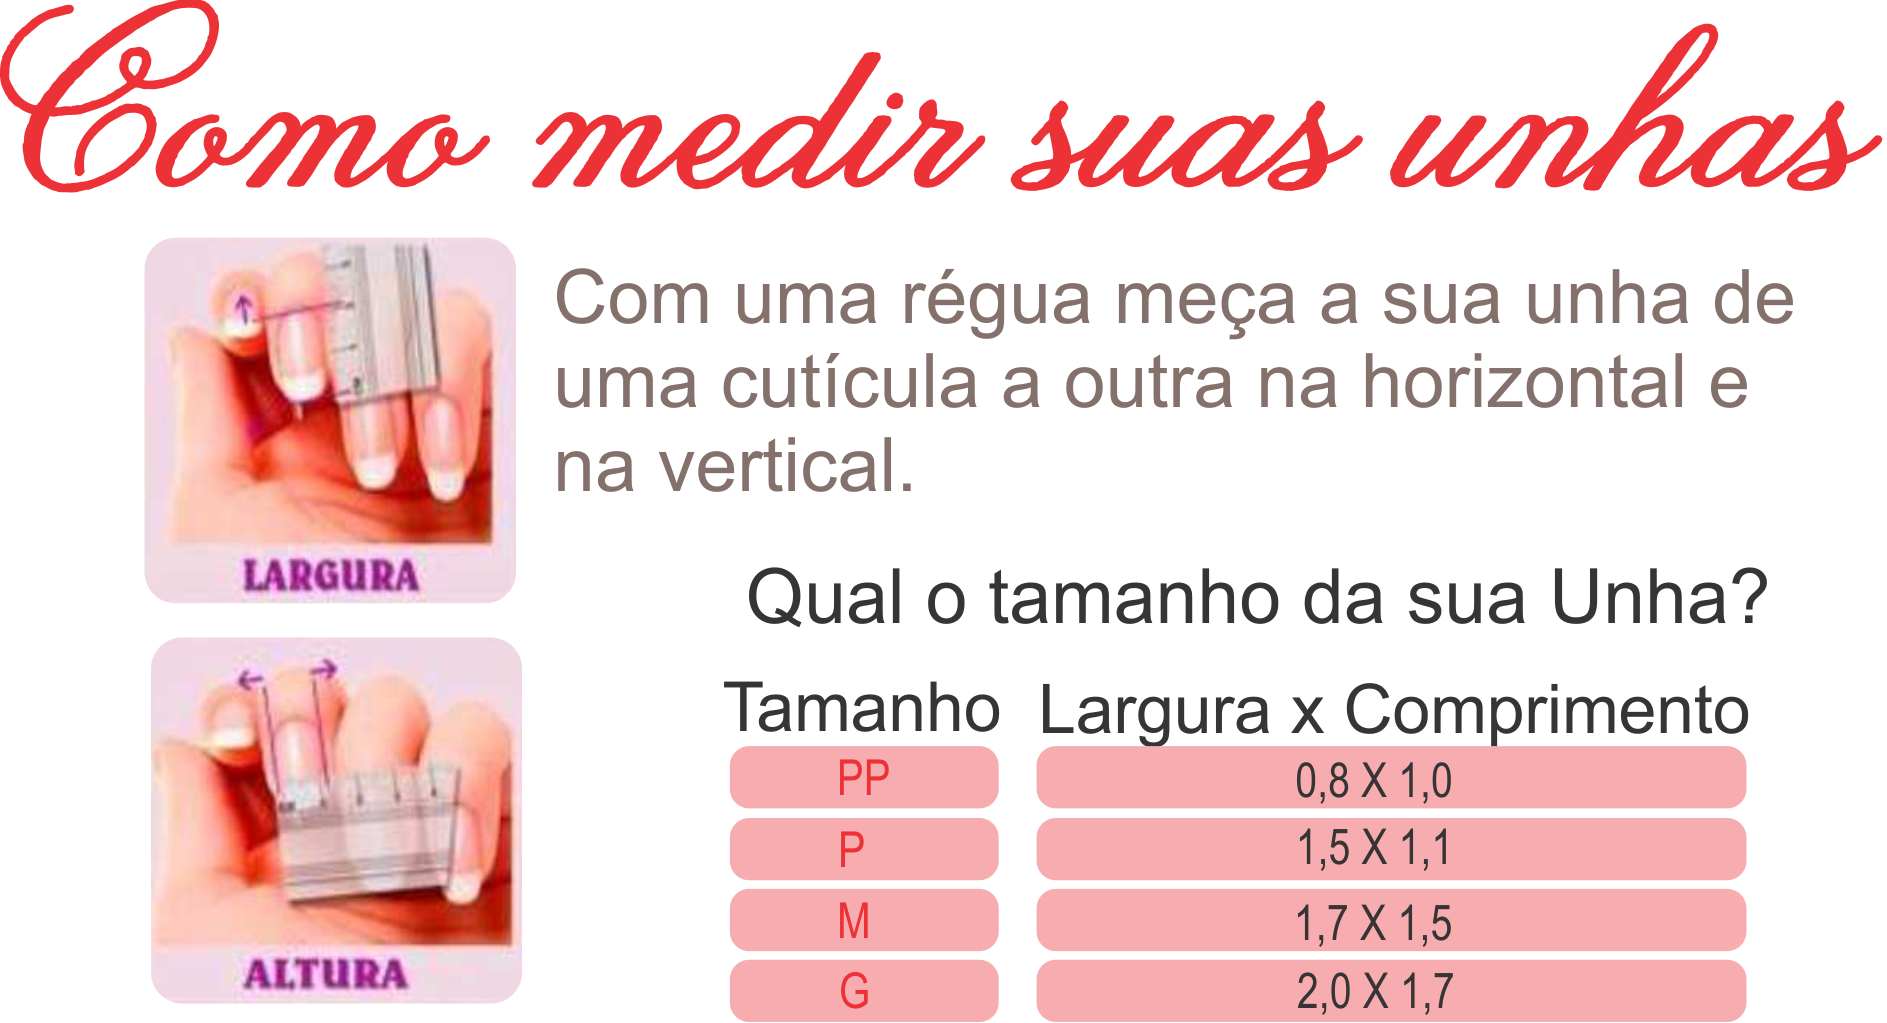 Como medir suas unhas
Com uma régua meça a sua unha de
uma cutícula a outra na horizontal e
na vertical.
LARGURA
Qual o tamanho da sua Unha?
Tamanho Largura x Comprimento
PP 0,8 X 1,0
P 1,5 X 1,1
M 1,7 X 1,5
G 2,0 X 1,7
ALTURA